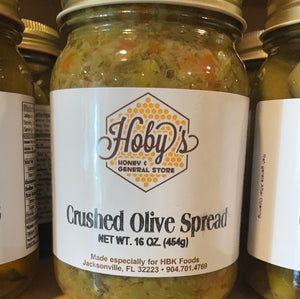 Hoby's
HONEY &
GENERAL STORE
Crushed Olive Spread
NET WT. 16 OZ. (454g)
Made especially for HBK Foods
Jacksonville, FL 32223 • 904.701.4769